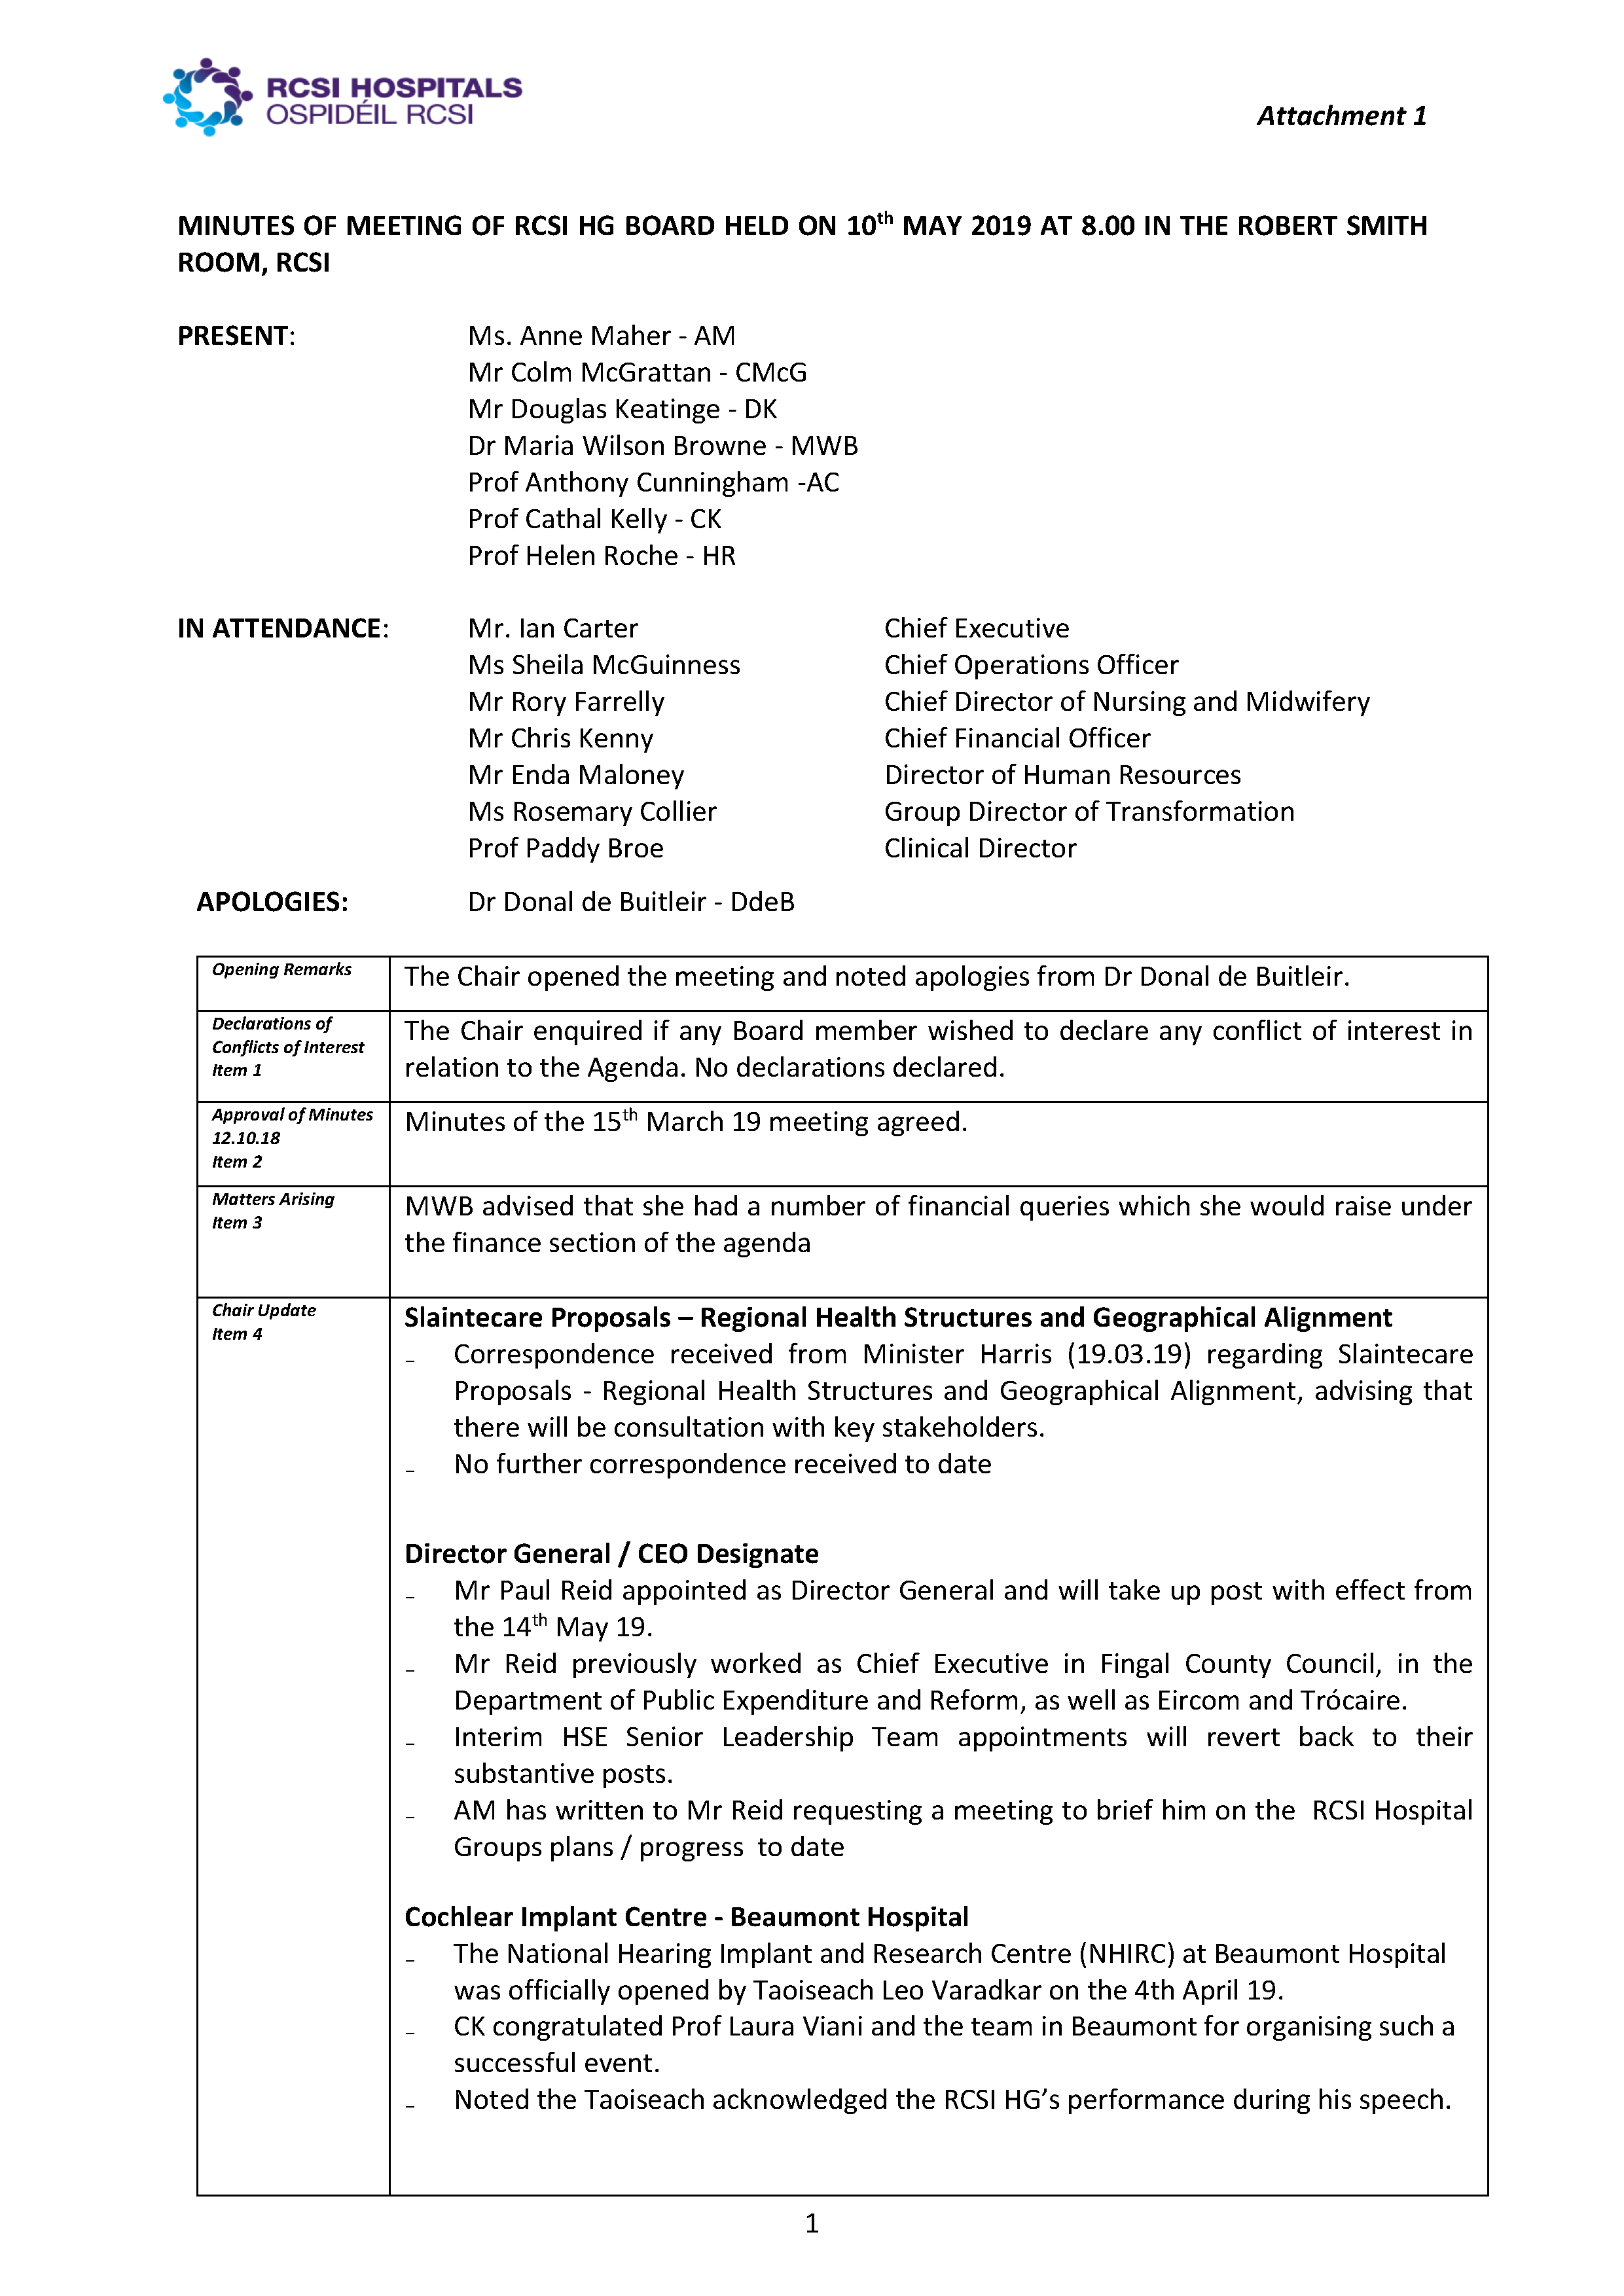 RCSI HOSPITALS
OSPIDÉIL RCSI
Attachment 1
MINUTES OF MEETING OF RCSI HG BOARD HELD ON 10th MAY 2019 AT 8.00 IN THE ROBERT SMITH
ROOM, RCSI
PRESENT: Ms. Anne Maher - AM
Mr Colm McGrattan - CMcG
Mr Douglas Keatinge - DK
Dr Maria Wilson Browne - MWB
Prof Anthony Cunningham -AC
Prof Cathal Kelly - CK
Prof Helen Roche - HR
IN ATTENDANCE: Mr. Ian Carter Chief Executive
Ms Sheila McGuinness Chief Operations Officer
Mr Rory Farrelly Chief Director of Nursing and Midwifery
Mr Chris Kenny Chief Financial Officer
Mr Enda Maloney Director of Human Resources
Ms Rosemary Collier Group Director of Transformation
Prof Paddy Broe Clinical Director
APOLOGIES: Dr Donal de Buitleir - DdeB
Opening Remarks
The Chair opened the meeting and noted apologies from Dr Donal de Buitleir.
Declarations of
Conflicts of Interest
Item 1
The Chair enquired if any Board member wished to declare any conflict of interest in
relation to the Agenda. No declarations declared.
Approval of Minutes
12.10.18
Item 2
Minutes of the 15th March 19 meeting agreed.
Matters Arising
Item 3
MWB advised that she had a number of financial queries which she would raise under
the finance section of the agenda
Chair Update
Item 4
Slaintecare Proposals – Regional Health Structures and Geographical Alignment
- Correspondence received from Minister Harris (19.03.19) regarding Slaintecare
Proposals - Regional Health Structures and Geographical Alignment, advising that
there will be consultation with key stakeholders.
- No further correspondence received to date
Director General / CEO Designate
- Mr Paul Reid appointed as Director General and will take up post with effect from
the 14th May 19.
- Mr Reid previously worked as Chief Executive in Fingal County Council, in the
Department of Public Expenditure and Reform, as well as Eircom and Trócaire.
- Interim HSE Senior Leadership Team appointments will revert back to their
substantive posts.
- AM has written to Mr Reid requesting a meeting to brief him on the RCSI Hospital
Groups plans / progress to date
Cochlear Implant Centre - Beaumont Hospital
- The National Hearing Implant and Research Centre (NHIRC) at Beaumont Hospital
was officially opened by Taoiseach Leo Varadkar on the 4th April 19.
- CK congratulated Prof Laura Viani and the team in Beaumont for organising such a
successful event.
- Noted the Taoiseach acknowledged the RCSI HG’s performance during his speech.
1